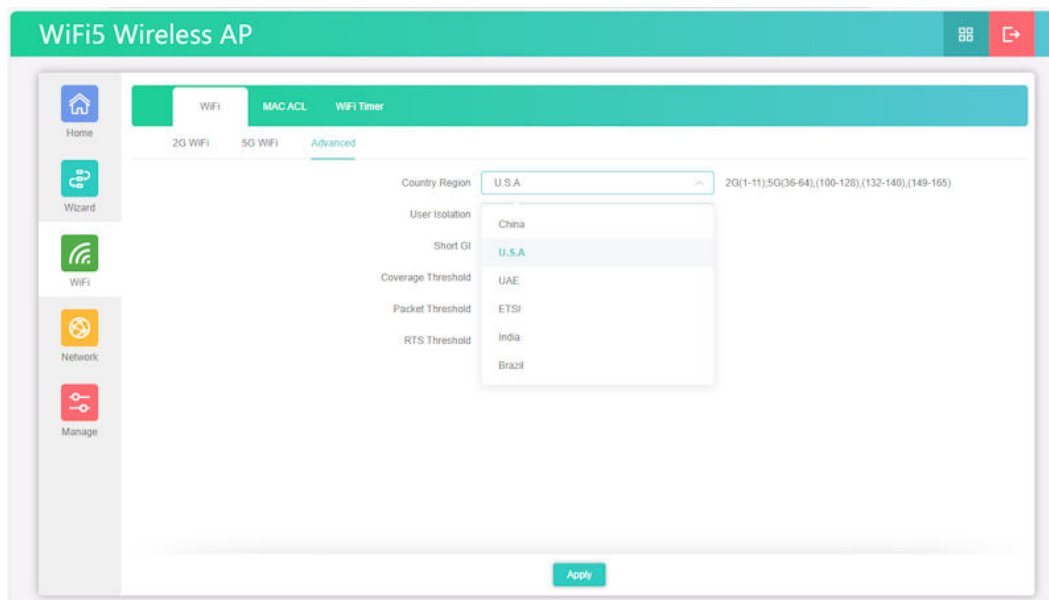 WiFi5 Wireless AP
Home
Wizard
WiFi
Network
Manage
WiFi MAC ACL WiFi Timer
2G WiFi 5G WiFi Advanced
Country Region U.S.A 2G(1-11);5G(36-64),(100-128),(132-140),(149-165)
User Isolation
Short GI
Coverage Threshold
Packet Threshold
RTS Threshold
China
U.S.A
UAE
ETSI
India
Brazil
Apply